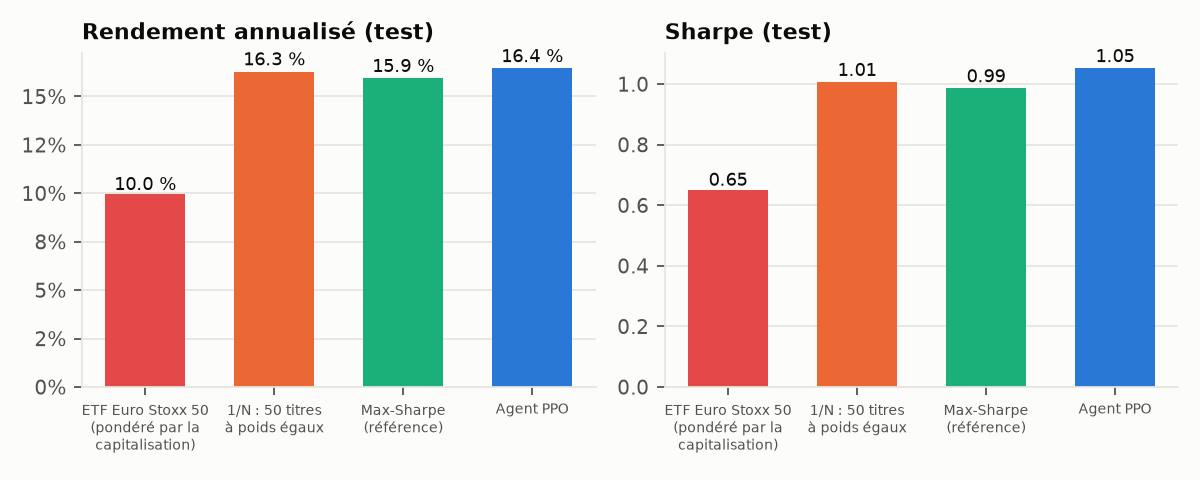 Rendement annualisé (test)
16.3 %
15.9 %
16.4 %
10.0 %
15%
12%
10%
8%
5%
2%
0%
ETF Euro Stoxx 50
(pondéré par la
capitalisation)
1/N : 50 titres
à poids égaux
Max-Sharpe
(référence)
Agent PPO
Sharpe (test)
0.65
1.01
0.99
1.05
1.0
0.8
0.6
0.4
0.2
0.0
ETF Euro Stoxx 50
(pondéré par la
capitalisation)
1/N : 50 titres
à poids égaux
Max-Sharpe
(référence)
Agent PPO